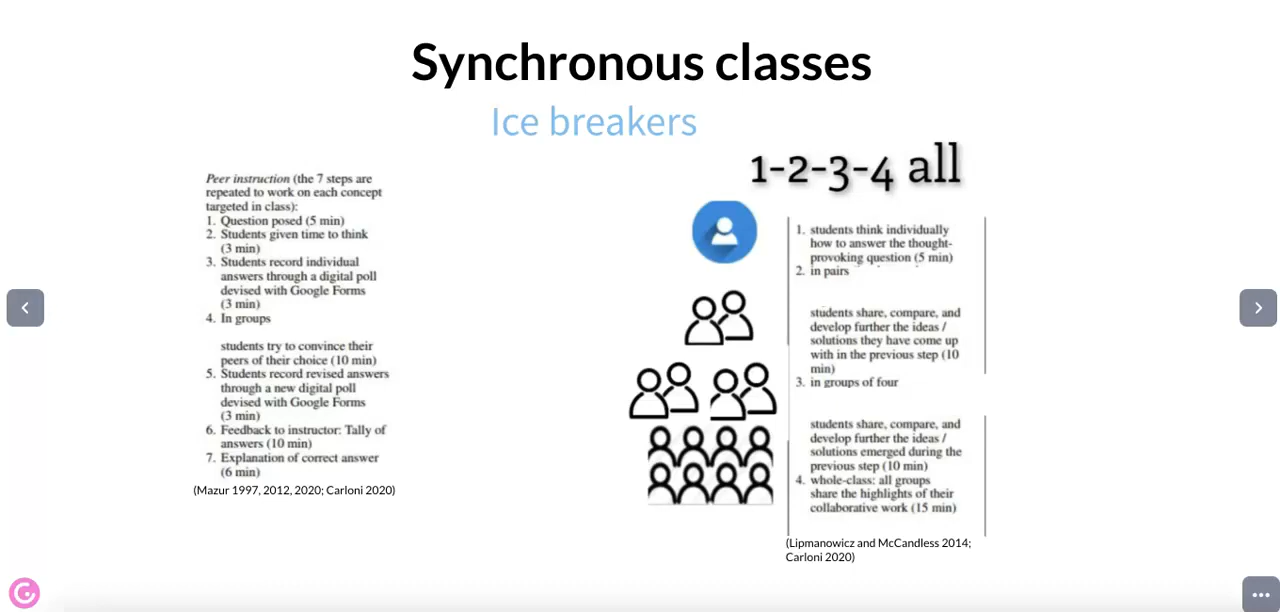 Synchronous classes
Ice breakers
Peer instruction (the 7 steps are
repeated to work on each concept
targeted in class):
1. Question posed (5 min)
2. Students given time to think
(3 min)
3. Students record individual
answers through a digital poll
devised with Google Forms
(3 min)
4. In groups
students try to convince their
peers of their choice (10 min)
5. Students record revised answers
through a new digital poll
devised with Google Forms
(3 min)
6. Feedback to instructor: Tally of
answers (10 min)
7. Explanation of correct answer
(6 min)
(Mazur 1997, 2012, 2020; Carloni 2020)
1-2-3-4 all
1. students think individually
how to answer the thought-
provoking question (5 min)
2. in pairs
students share, compare, and
develop further the ideas /
solutions they have come up
with in the previous step (10
min)
3. in groups of four
students share, compare, and
develop further the ideas /
solutions emerged during the
previous step (10 min)
4. whole-class: all groups
share the highlights of their
collaborative work (15 min)
(Lipmanowicz and McCandless 2014;
Carloni 2020)